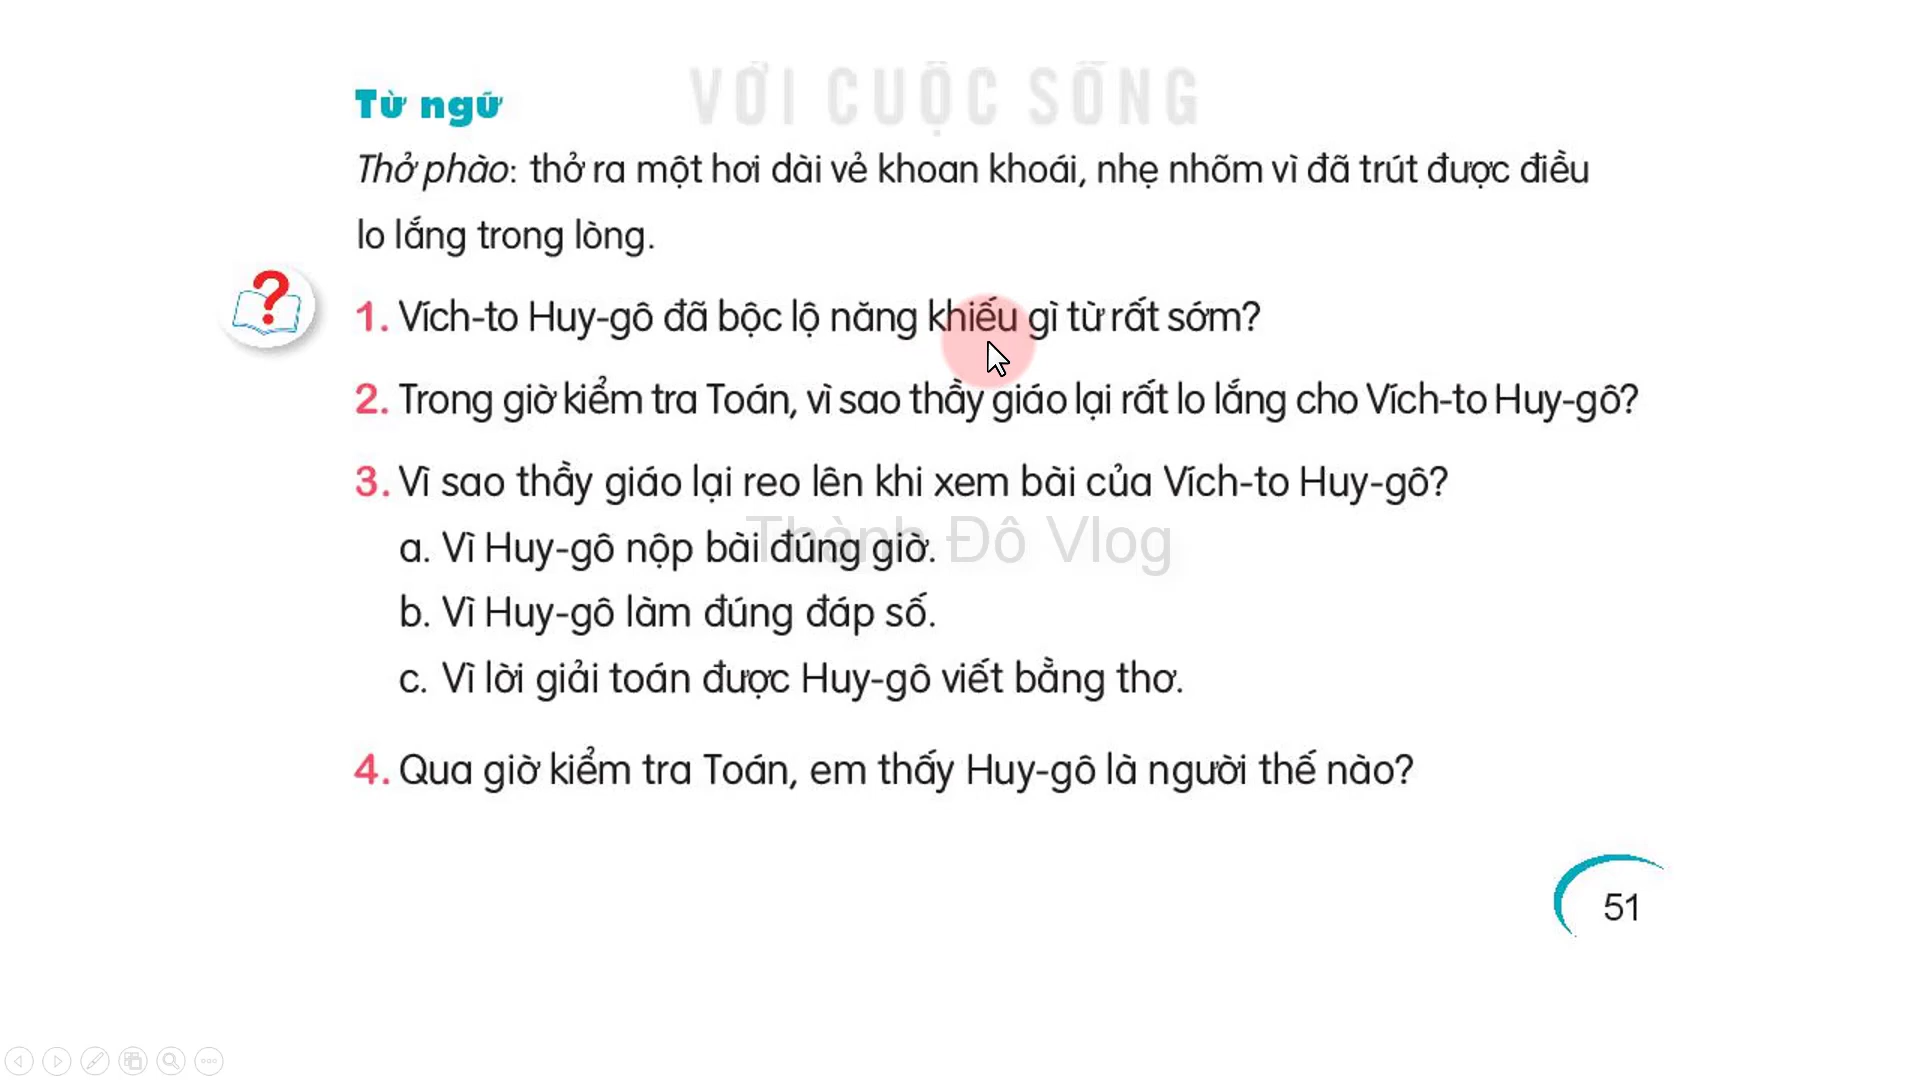 VỚI CUỘC SỐNG
Từ ngữ
Thở phào: thở ra một hơi dài vẻ khoan khoái, nhẹ nhõm vì đã trút được điều
lo lắng trong lòng.
1. Vích-to Huy-gô đã bộc lộ năng khiếu gì từ rất sớm?
2. Trong giờ kiểm tra Toán, vì sao thầy giáo lại rất lo lắng cho Vích-to Huy-gô?
3. Vì sao thầy giáo lại reo lên khi xem bài của Vích-to Huy-gô?
Thành Đô Vlog
a. Vì Huy-gô nộp bài đúng giờ.
b. Vì Huy-gô làm đúng đáp số.
c. Vì lời giải toán được Huy-gô viết bằng thơ.
4. Qua giờ kiểm tra Toán, em thấy Huy-gô là người thế nào?
51